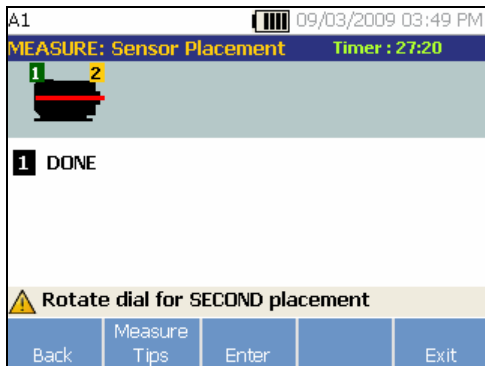 A1 09/03/2009 03:49 PM
MEASURE: Sensor Placement Timer : 27:20
1 2
1 DONE
Rotate dial for SECOND placement
Back Measure Tips Enter Exit